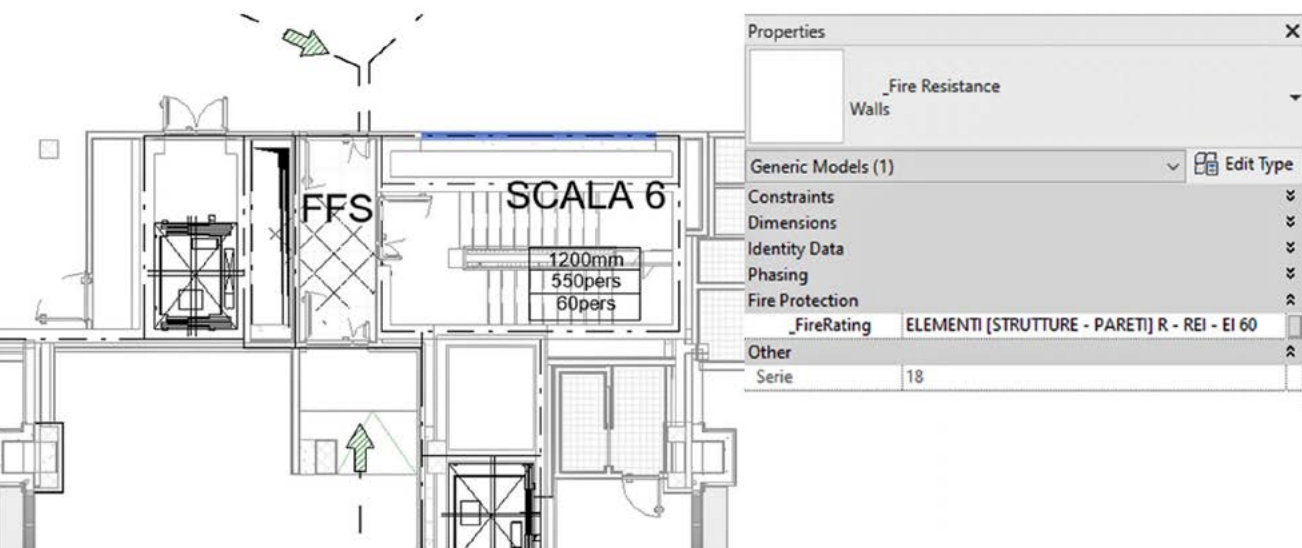 FFS
SCALA 6
1200mm
550pers
60pers
Properties
_Fire Resistance
Walls
Generic Models (1)
Edit Type
Constraints
Dimensions
Identity Data
Phasing
Fire Protection
_FireRating ELEMENTI [STRUTTURE - PARETI] R - REI - EI 60
Other
Serie 18